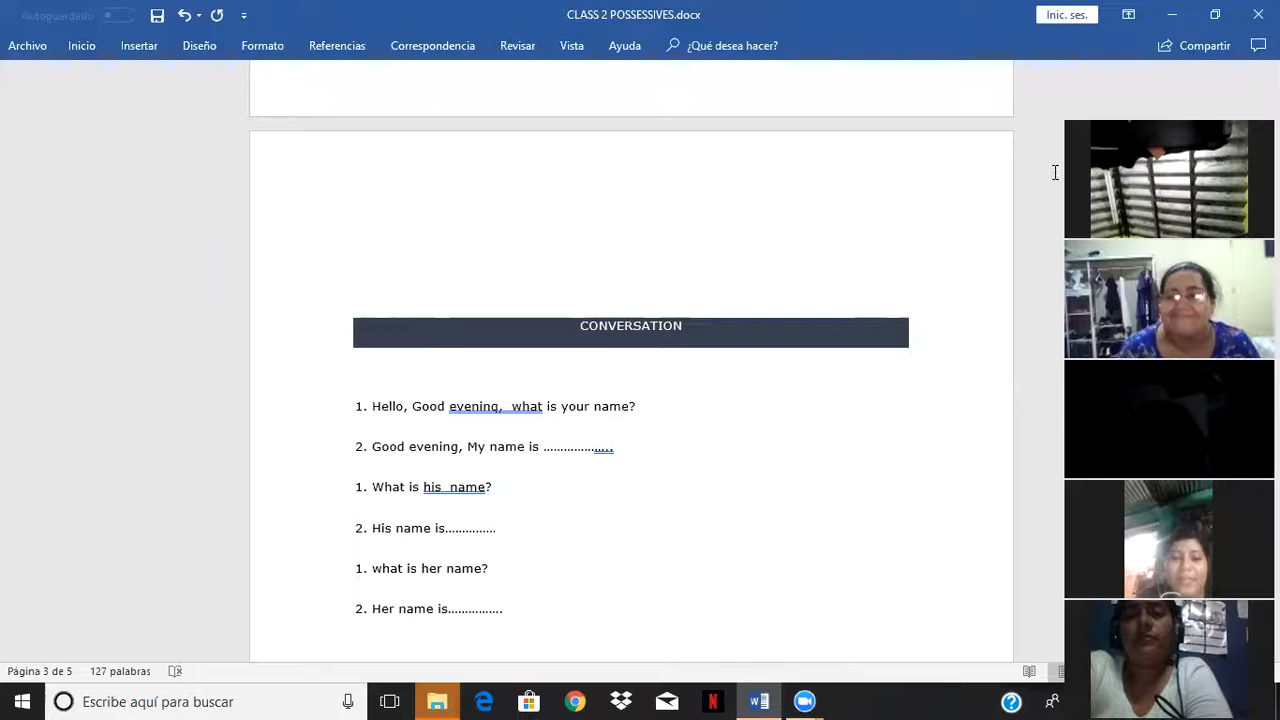 Autoguardado
CLASS 2 POSSESSIVES.docx
Inic. ses.
Archivo Inicio Insertar Diseño Formato Referencias Correspondencia Revisar Vista Ayuda ¿Qué desea hacer? Compartir
CONVERSATION
1. Hello, Good evening,  what is your name?
2. Good evening, My name is ………………….
1. What is his  name?
2. His name is……………
1. what is her name?
2. Her name is…………….
Página 3 de 5 127 palabras
Escribe aquí para buscar